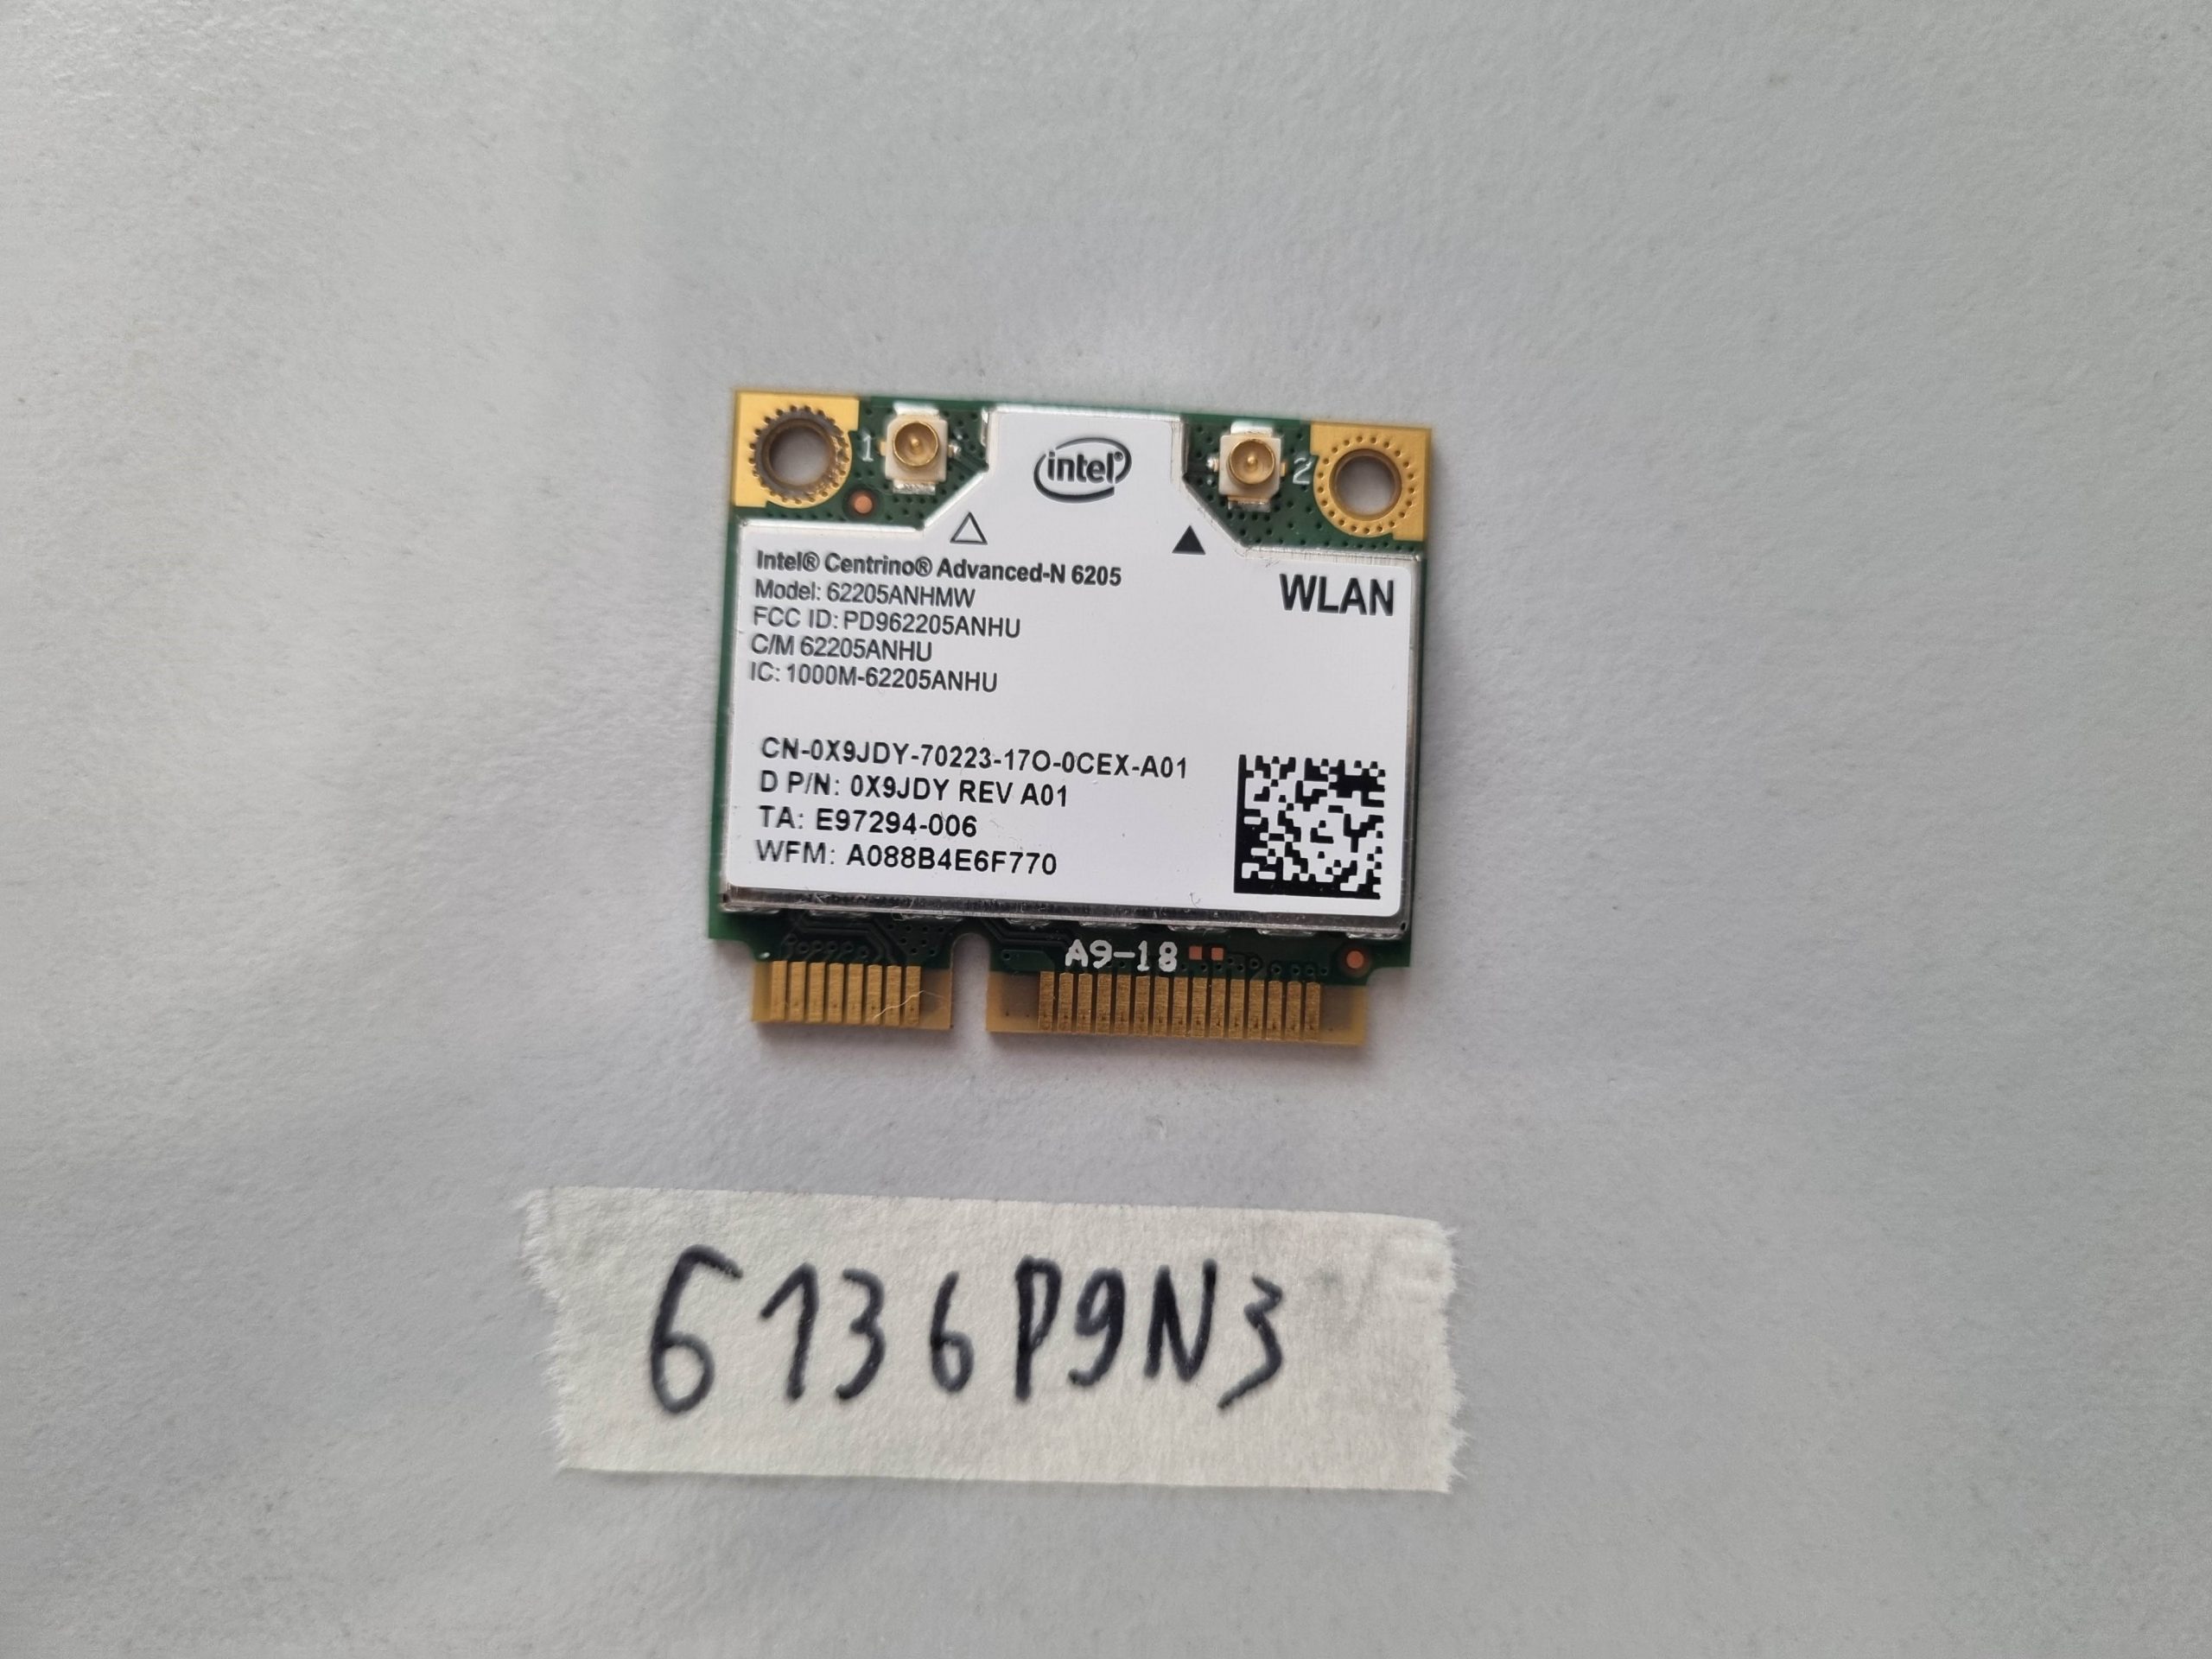 1
intel®
2
Intel® Centrino® Advanced-N 6205
Model: 62205ANHMW
WLAN
FCC ID: PD962205ANHU
C/M 62205ANHU
IC: 1000M-62205ANHU
CN-0X9JDY-70223-17O-0CEX-A01
D P/N: 0X9JDY REV A01
TA: E97294-006
WFM: A088B4E6F770
A9-18
6136P9N3